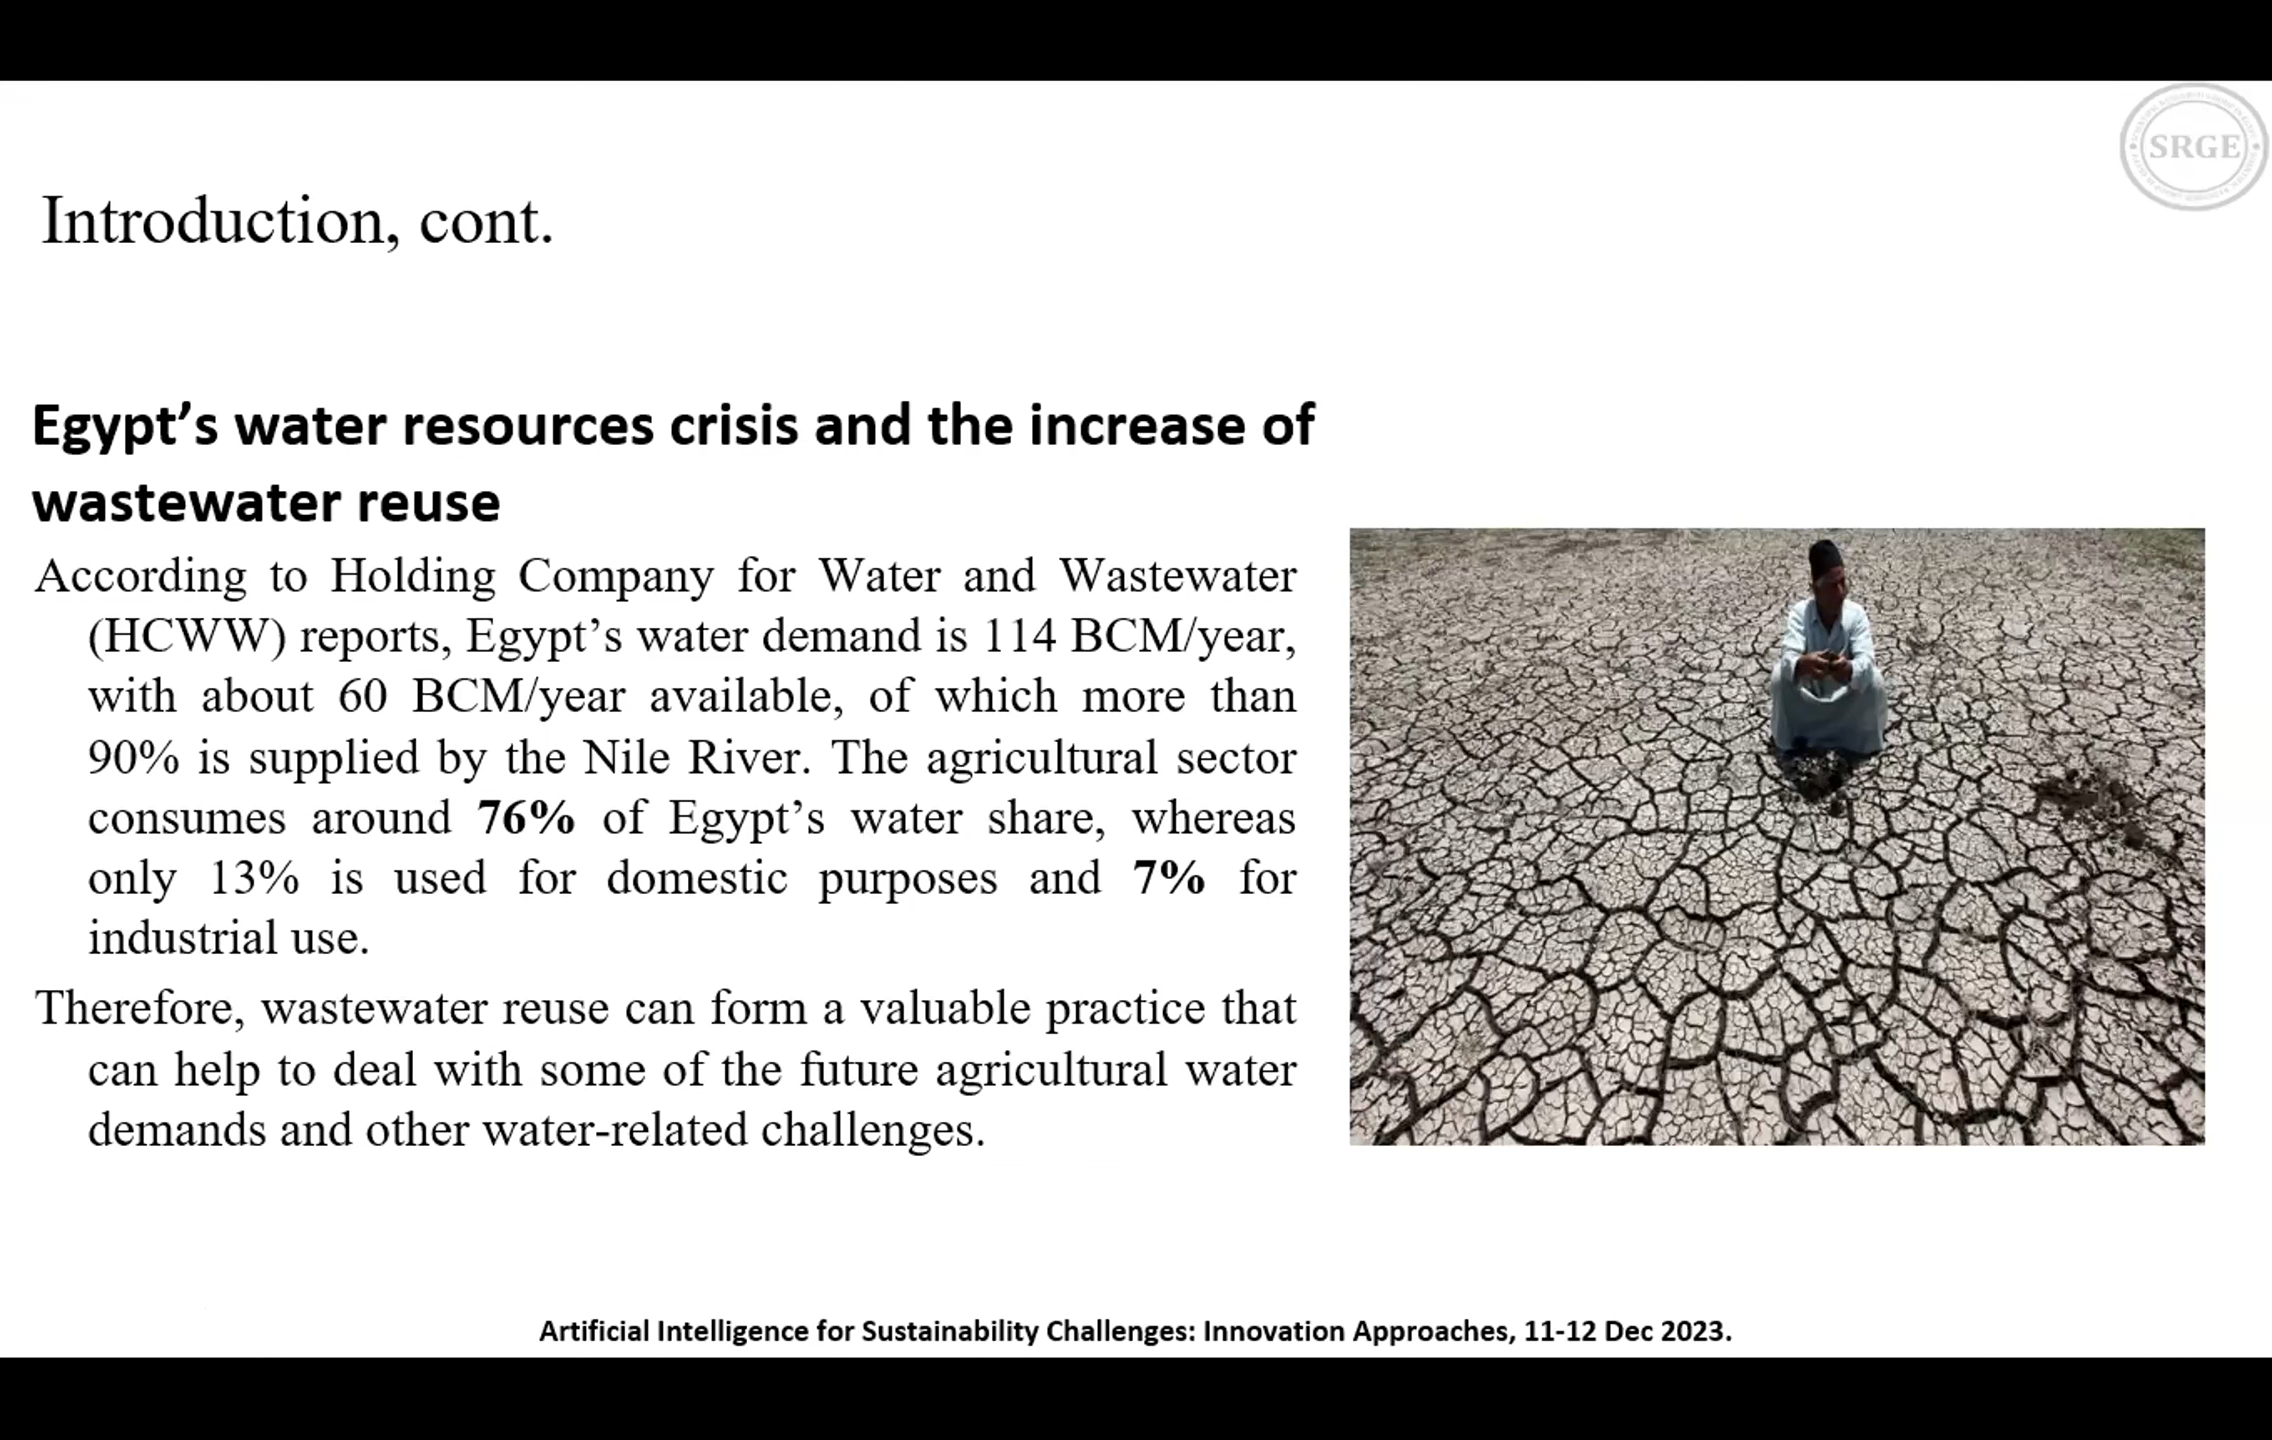 SRGE
Introduction, cont.
Egypt’s water resources crisis and the increase of
wastewater reuse
According to Holding Company for Water and Wastewater
(HCWW) reports, Egypt’s water demand is 114 BCM/year,
with about 60 BCM/year available, of which more than
90% is supplied by the Nile River. The agricultural sector
consumes around 76% of Egypt’s water share, whereas
only 13% is used for domestic purposes and 7% for
industrial use.
Therefore, wastewater reuse can form a valuable practice that
can help to deal with some of the future agricultural water
demands and other water-related challenges.
Artificial Intelligence for Sustainability Challenges: Innovation Approaches, 11-12 Dec 2023.